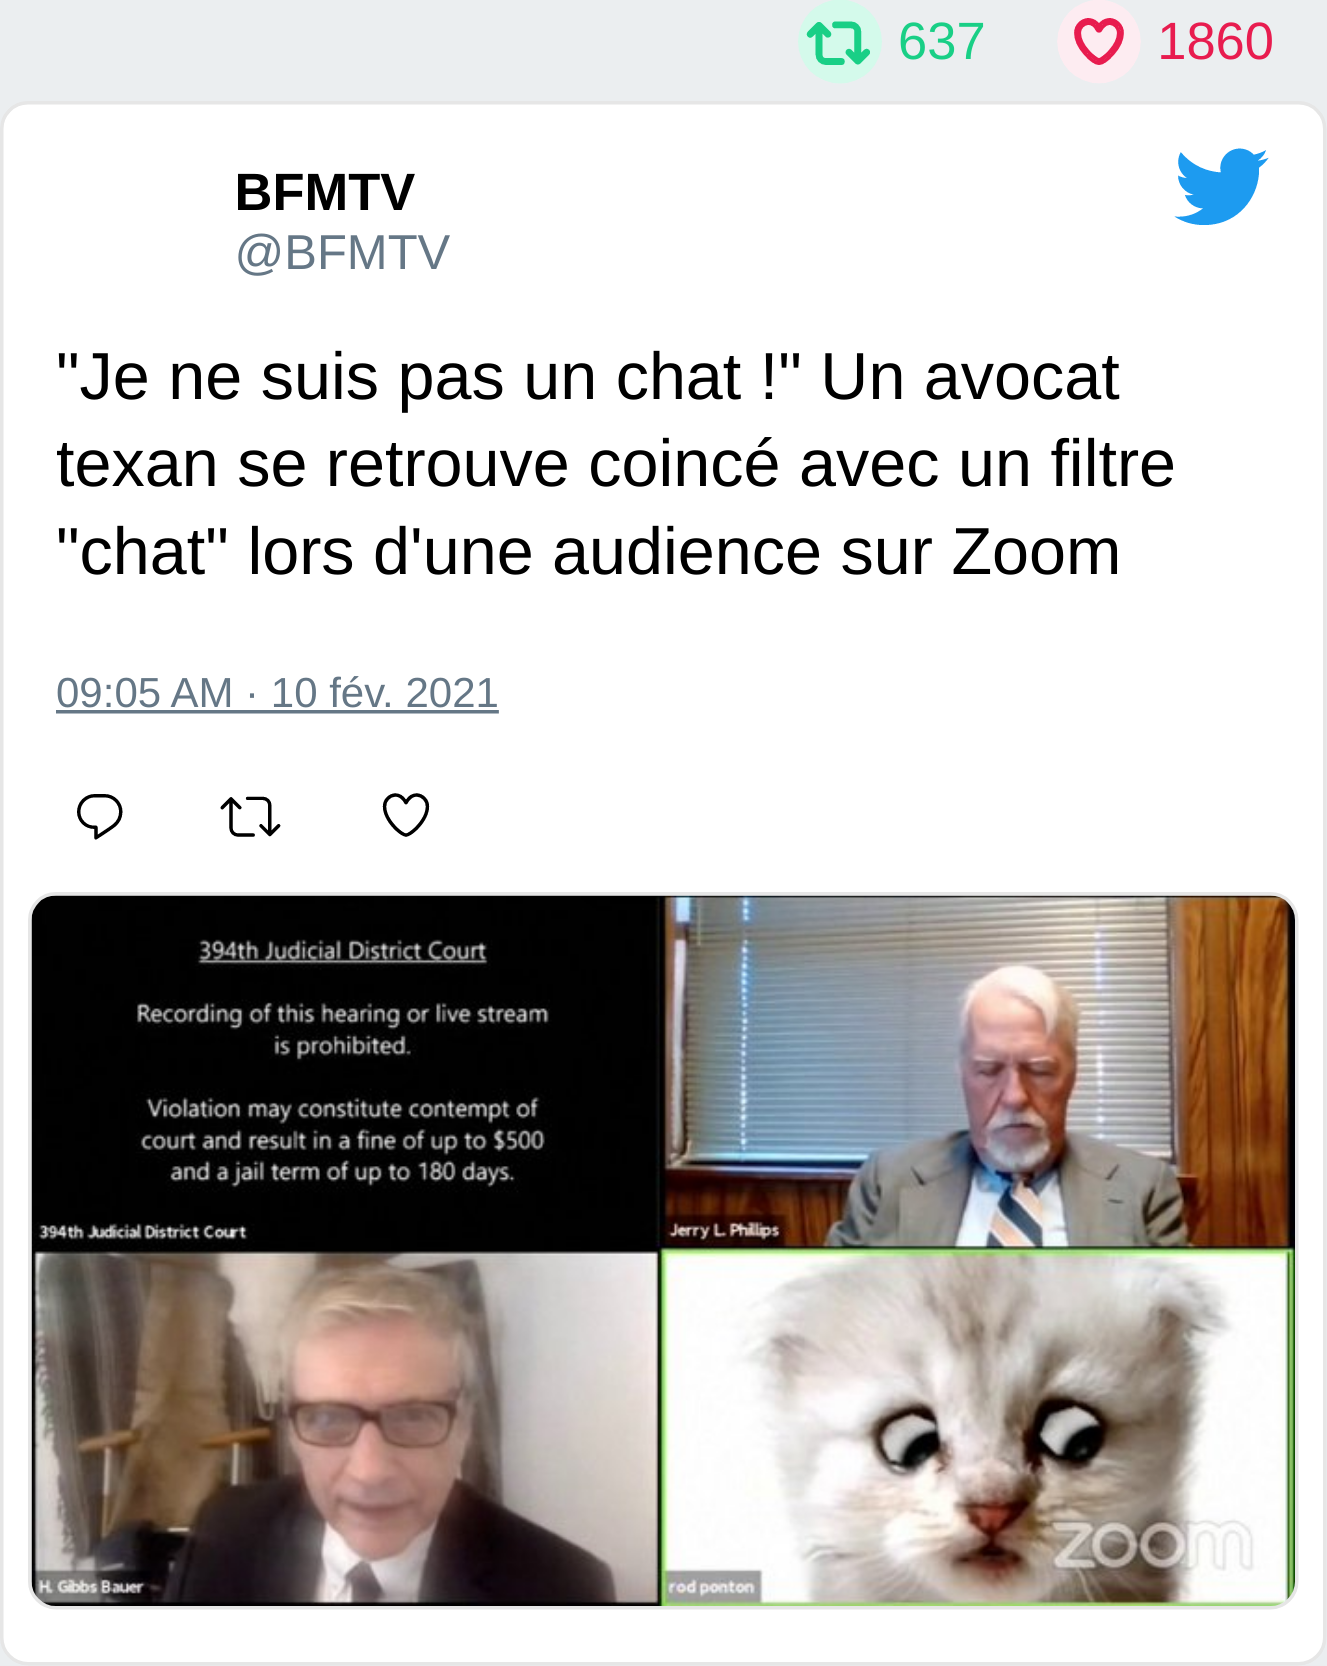 637 1860
BFMTV
@BFMTV
"Je ne suis pas un chat !" Un avocat
texan se retrouve coincé avec un filtre
"chat" lors d'une audience sur Zoom
09:05 AM · 10 fév. 2021
394th Judicial District Court
Recording of this hearing or live stream
is prohibited.
Violation may constitute contempt of
court and result in a fine of up to $500
and a jail term of up to 180 days.
394th Judicial District Court
Jerry L. Phillips
H. Gibbs Bauer
rod ponton
zoom